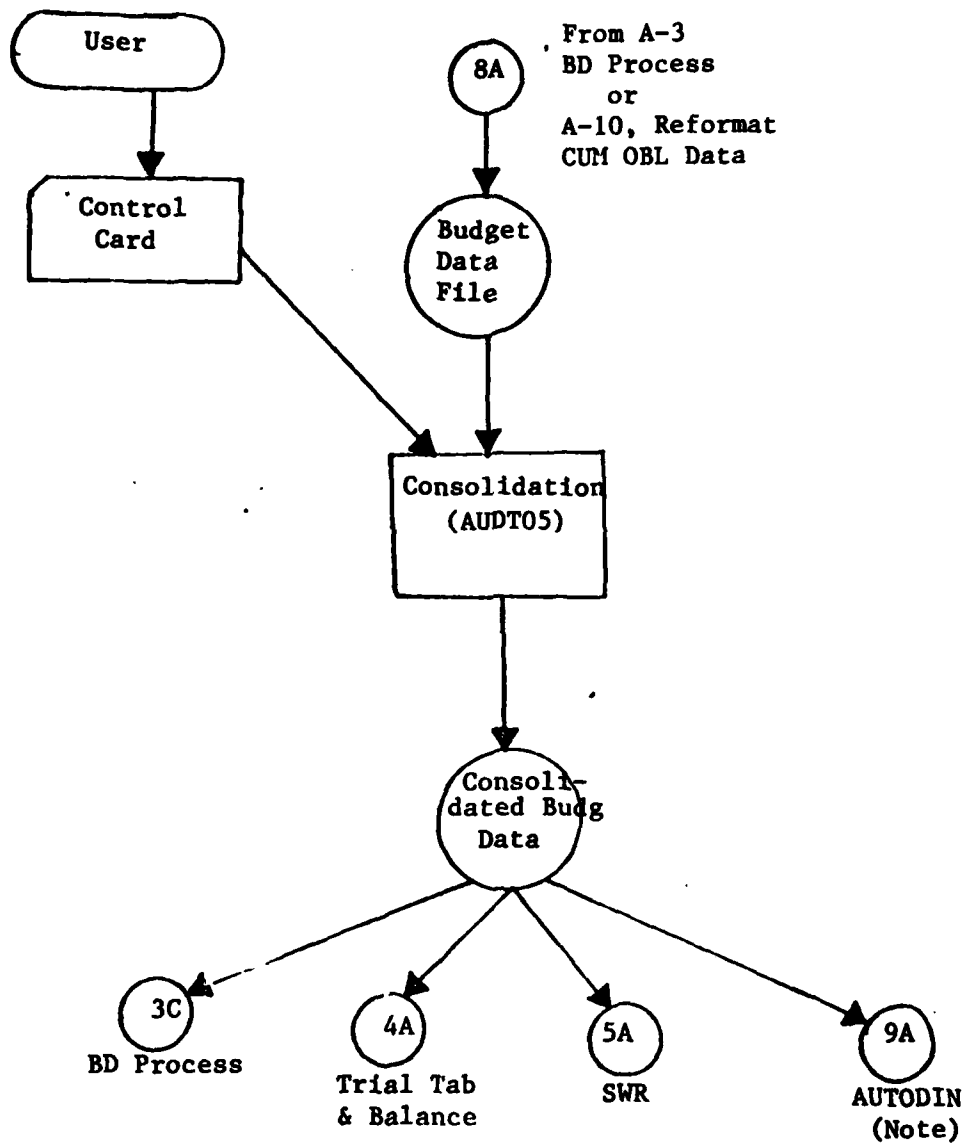 User
8A
From A-3
BD Process
or
A-10, Reformat
CUM OBL Data
Control
Card
Budget
Data
File
Consolidation
(AUDT05)
Consoli-
dated Budg
Data
3C
BD Process
4A
Trial Tab
& Balance
5A
SWR
9A
AUTODIN
(Note)